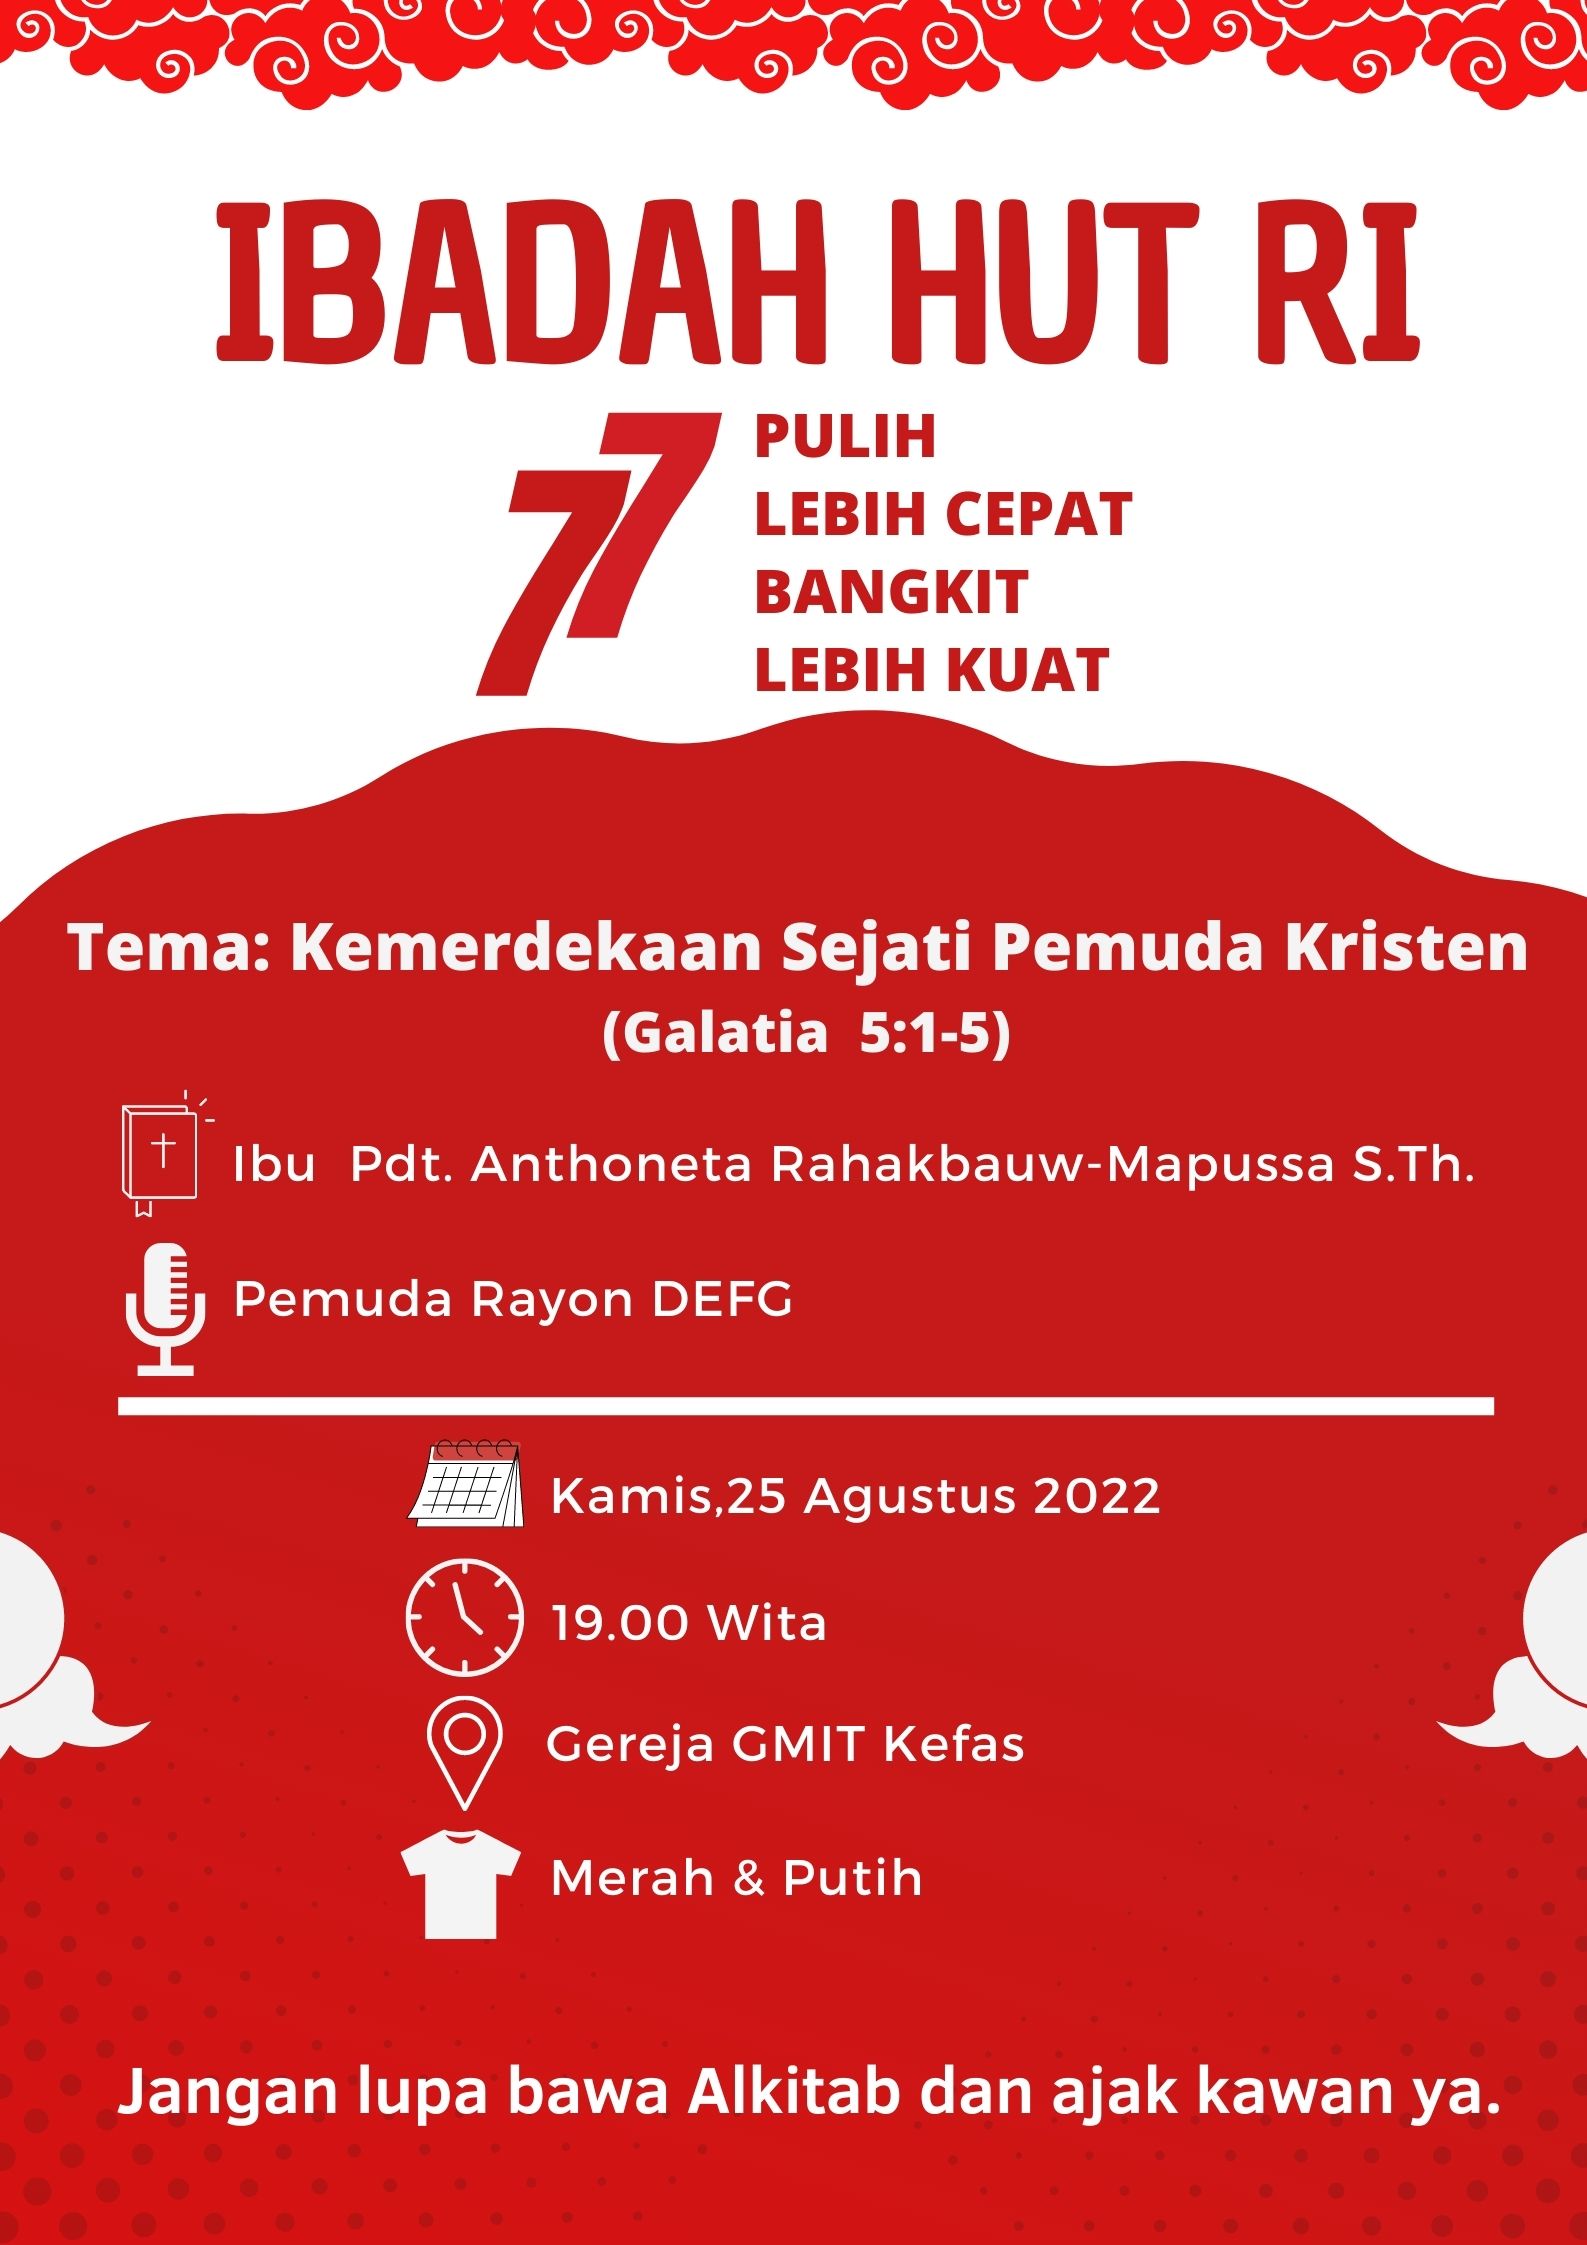 IBADAH HUT RI
77
PULIH
LEBIH CEPAT
BANGKIT
LEBIH KUAT
Tema: Kemerdekaan Sejati Pemuda Kristen
(Galatia 5:1-5)
Ibu Pdt. Anthoneta Rahakbauw-Mapussa S.Th.
Pemuda Rayon DEFG
Kamis,25 Agustus 2022
19.00 Wita
Gereja GMIT Kefas
Merah & Putih
Jangan lupa bawa Alkitab dan ajak kawan ya.